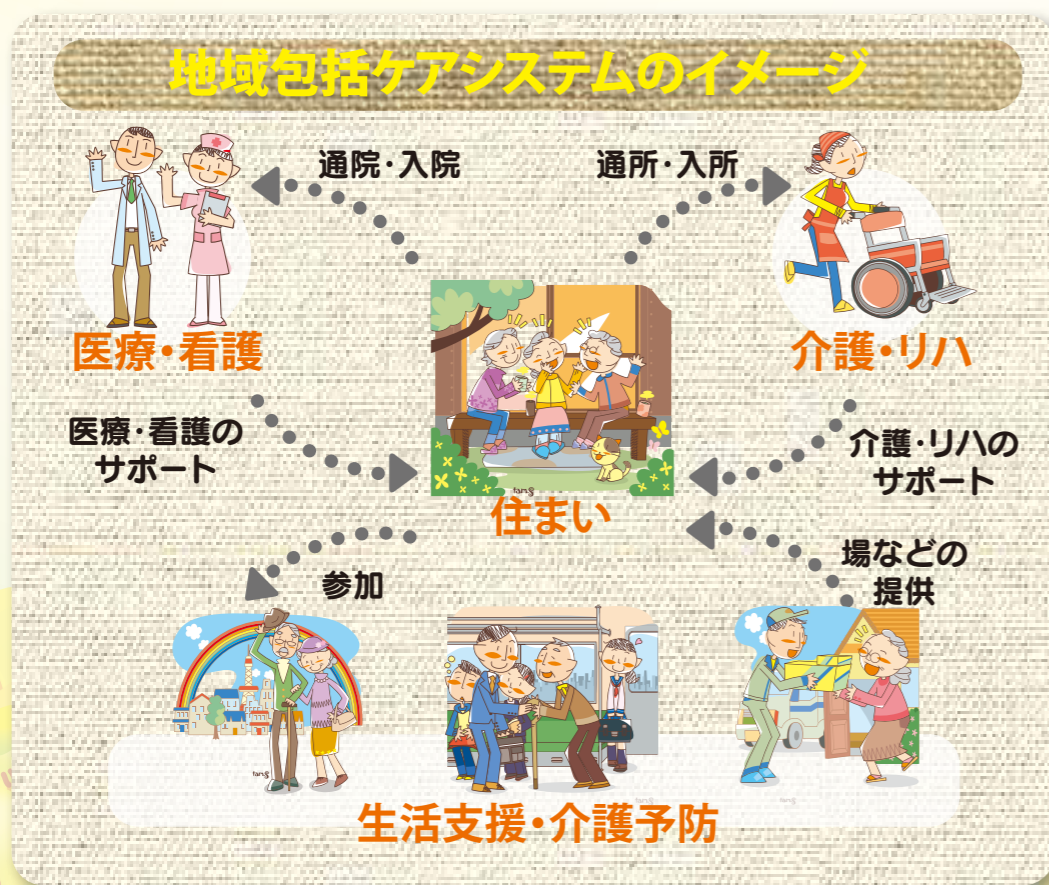 地域包括ケアシステムのイメージ
通院・入院
通所・入所
医療・看護
介護・リハ
医療・看護の
サポート
介護・リハの
サポート
住まい
参加
場などの
提供
生活支援・介護予防